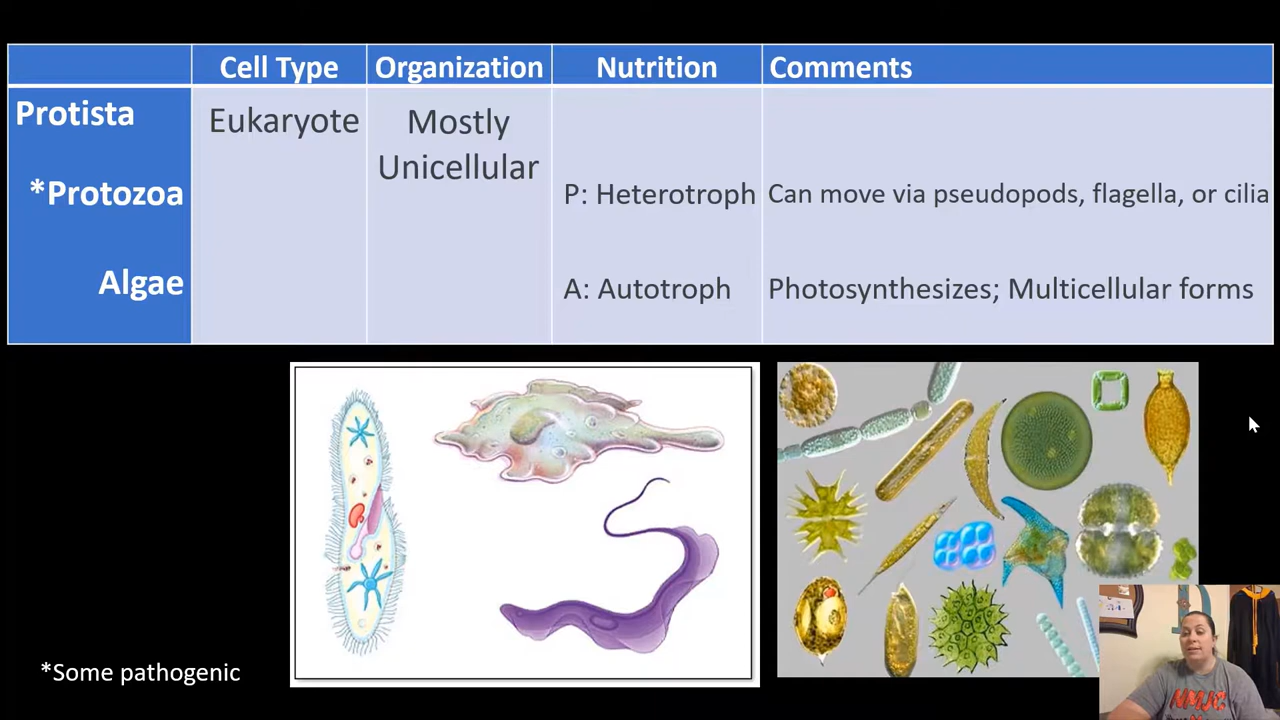 Cell Type Organization Nutrition Comments
Protista Eukaryote Mostly
Unicellular
*Protozoa P: Heterotroph Can move via pseudopods, flagella, or cilia
Algae A: Autotroph Photosynthesizes; Multicellular forms
*Some pathogenic
NMJC